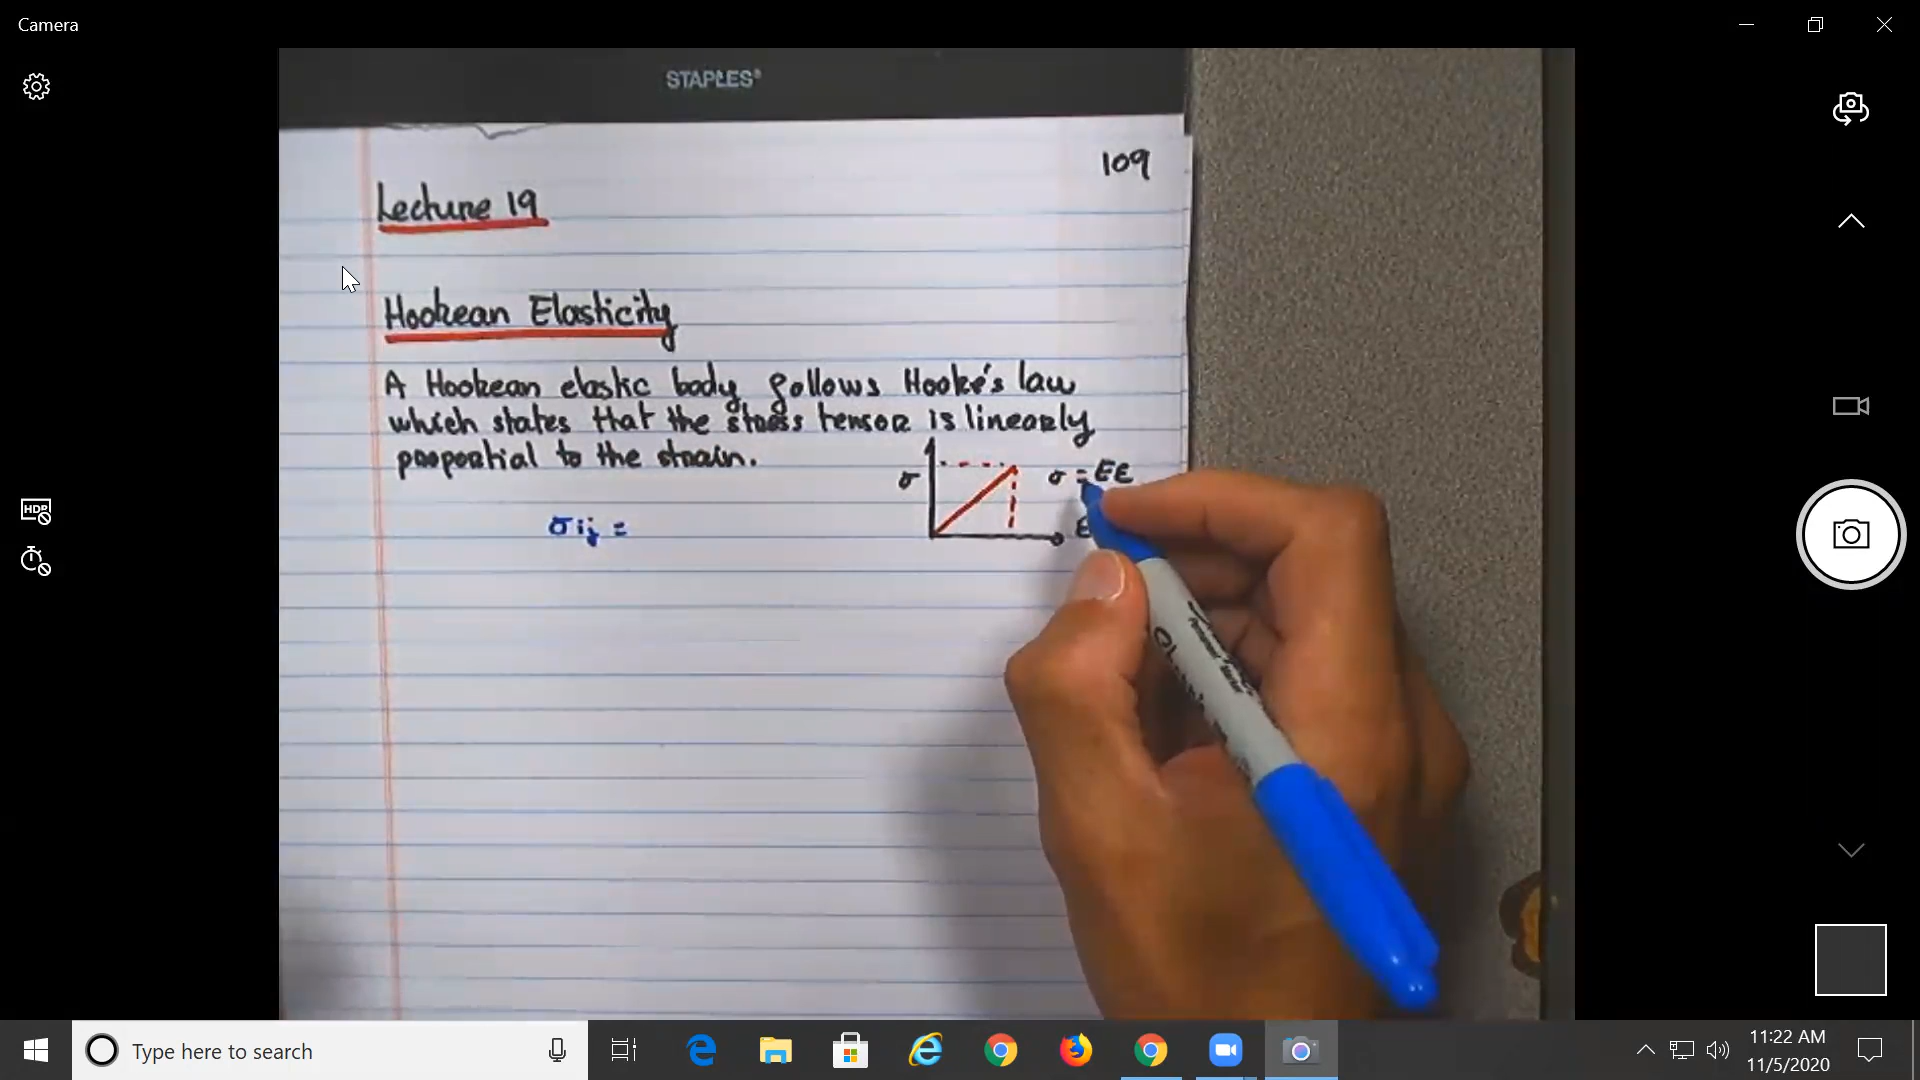 Camera
STAPLES
109
Lecture 19
Hookean Elasticity
A Hookean elastic body follows Hooke's law
which states that the stress tensor is linearly
proportial to the strain.
σ
σ = Eε
ε
σij =
HDR
Type here to search
11:22 AM
11/5/2020